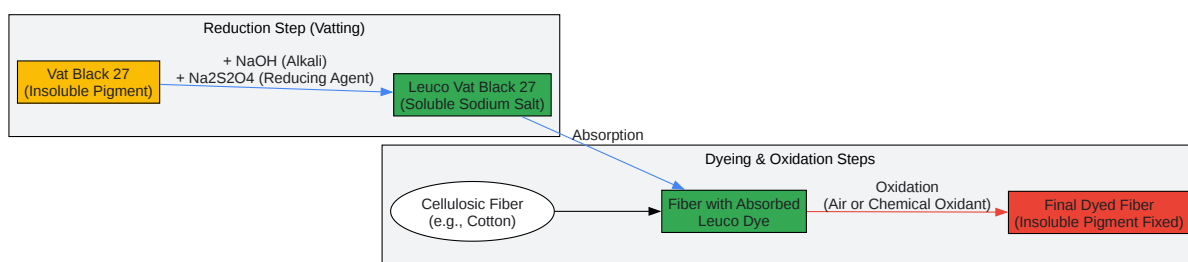 Reduction Step (Vatting)
Vat Black 27
(Insoluble Pigment)
+ NaOH (Alkali)
+ Na2S2O4 (Reducing Agent)
Leuco Vat Black 27
(Soluble Sodium Salt)
Absorption
Dyeing & Oxidation Steps
Cellulosic Fiber
(e.g., Cotton)
Fiber with Absorbed
Leuco Dye
Oxidation
(Air or Chemical Oxidant)
Final Dyed Fiber
(Insoluble Pigment Fixed)